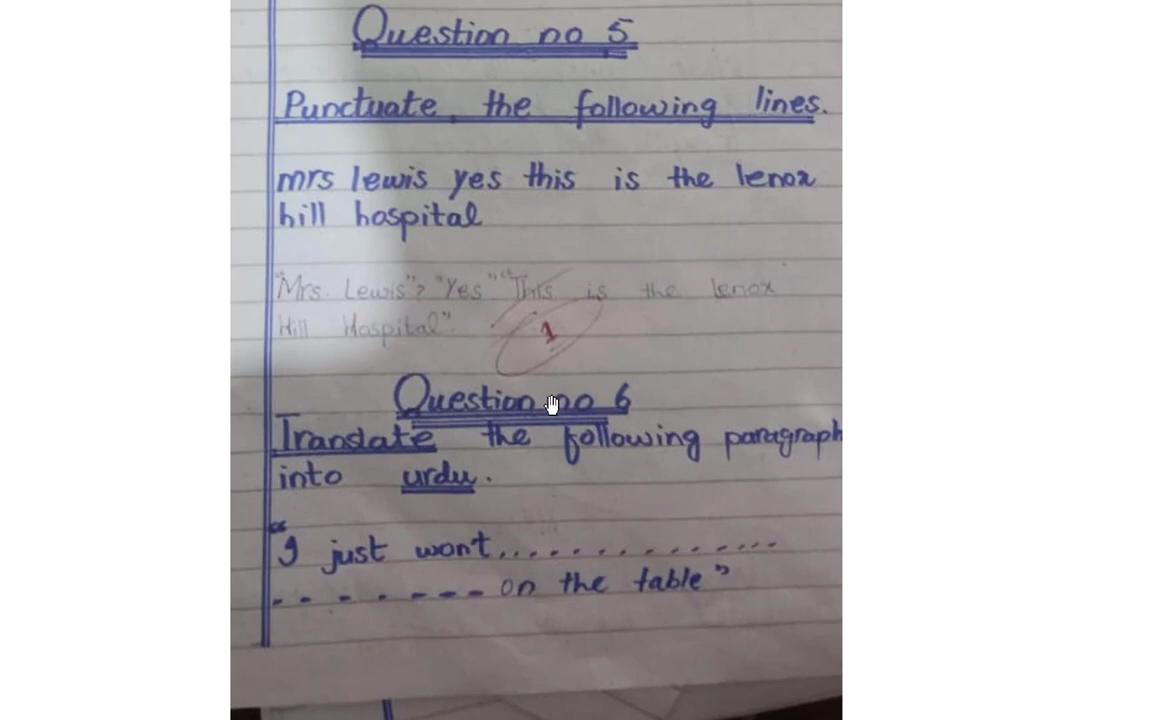 Question no 5
Punctuate the following lines.
mrs lewis yes this is the lenox
hill hospital
"Mrs. Lewis"? "Yes" "This is the lenox
Hill Hospital".
1
Question no 6
Translate the following paragraph
into urdu.
"I just won't...............
- - - - - - - on the table"